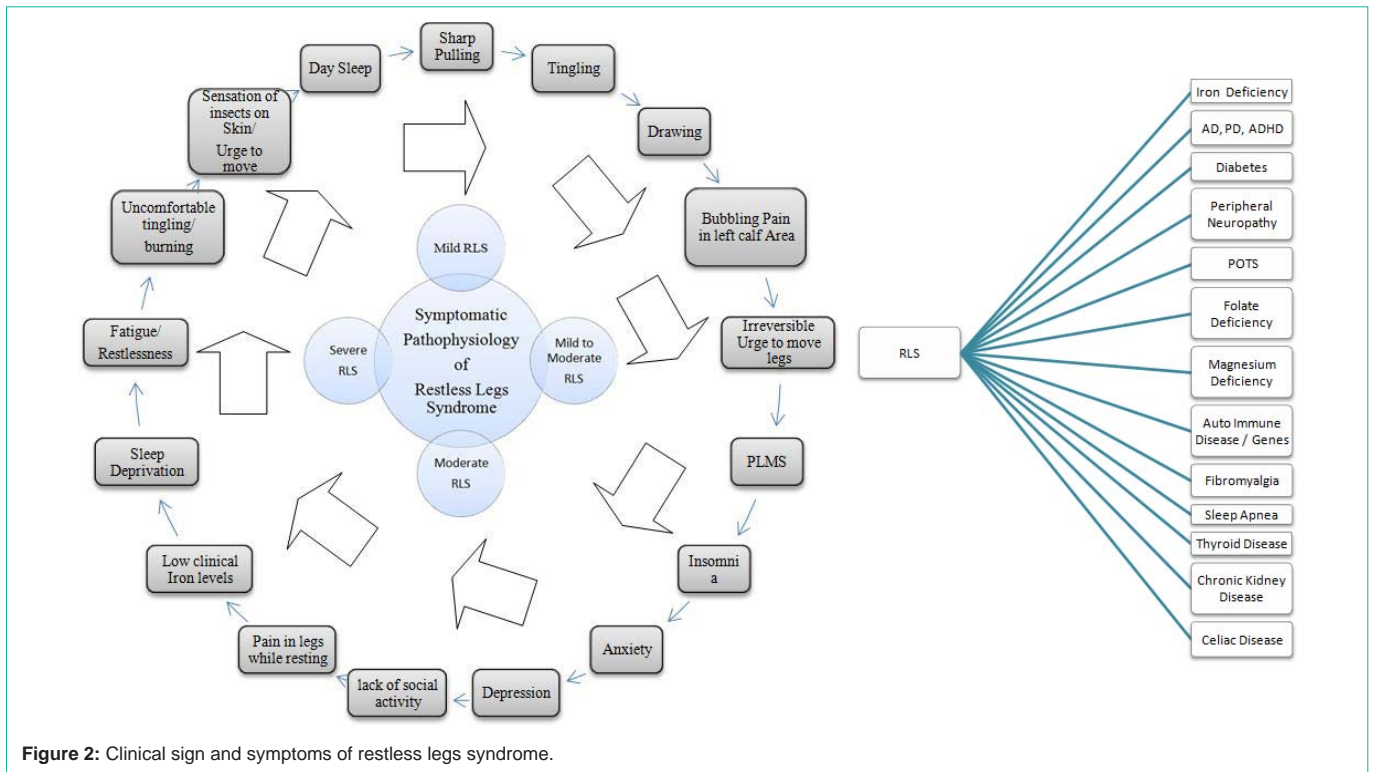 Sharp
Pulling
Tingling
Drawing
Bubbling Pain
in left calf Area
Irreversible
Urge to move
legs
PLMS
Insomni
a
Anxiety
Depression
lack of social
activity
Pain in legs
while resting
Low clinical
Iron levels
Sleep
Deprivation
Fatigue/
Restlessness
Uncomfortable
tingling/
burning
Sensation of
insects on
Skin/
Urge to
move
Day Sleep
Mild RLS
Symptomatic
Pathophysiology
of
Restless Legs
Syndrome
Mild to
Moderate
RLS
Moderate
RLS
Severe
RLS
RLS
Iron Deficiency
AD, PD, ADHD
Diabetes
Peripheral
Neuropathy
POTS
Folate
Deficiency
Magnesium
Deficiency
Auto Immune
Disease / Genes
Fibromyalgia
Sleep Apnea
Thyroid Disease
Chronic Kidney
Disease
Celiac Disease
Figure 2: Clinical sign and symptoms of restless legs syndrome.